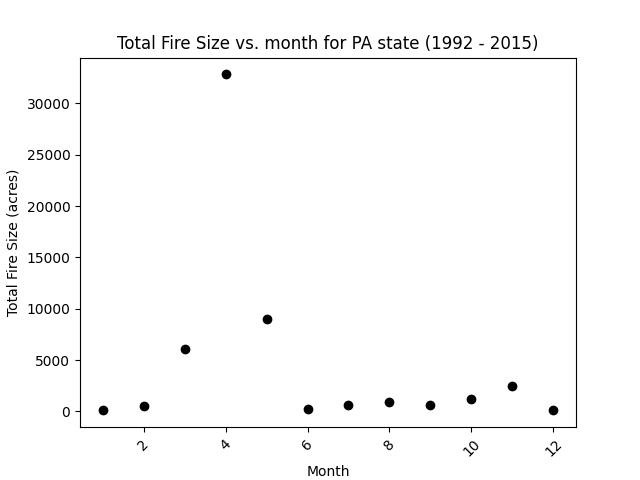 Total Fire Size vs. month for PA state (1992 - 2015)
Total Fire Size (acres)
30000
25000
20000
15000
10000
5000
0
2 4 6 8 10 12
Month